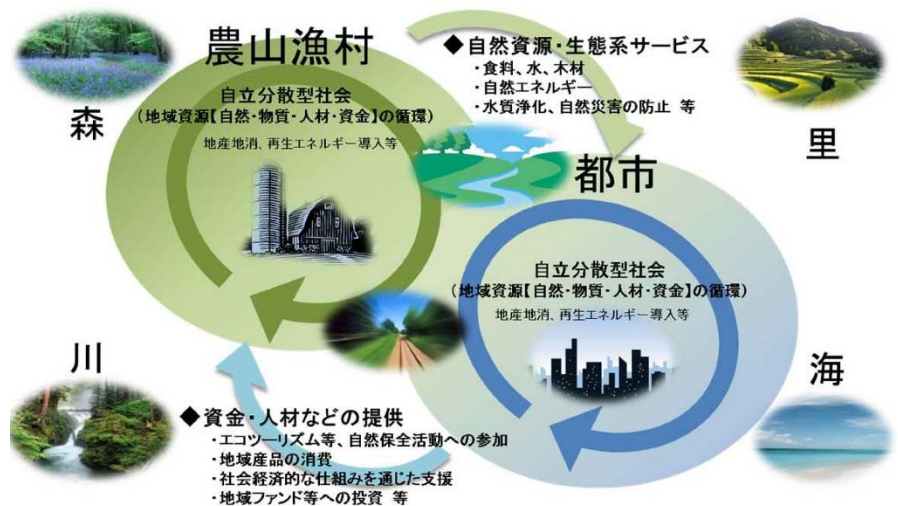 農山漁村
自立分散型社会
(地域資源【自然・物質・人材・資金】の循環)
地産地消、再生エネルギー導入等
◆自然資源・生態系サービス
・食料、水、木材
・自然エネルギー
・水質浄化、自然災害の防止 等
森
里
都市
自立分散型社会
(地域資源【自然・物質・人材・資金】の循環)
地産地消、再生エネルギー導入等
川
海
◆資金・人材などの提供
・エコツーリズム等、自然保全活動への参加
・地域産品の消費
・社会経済的な仕組みを通じた支援
・地域ファンド等への投資 等